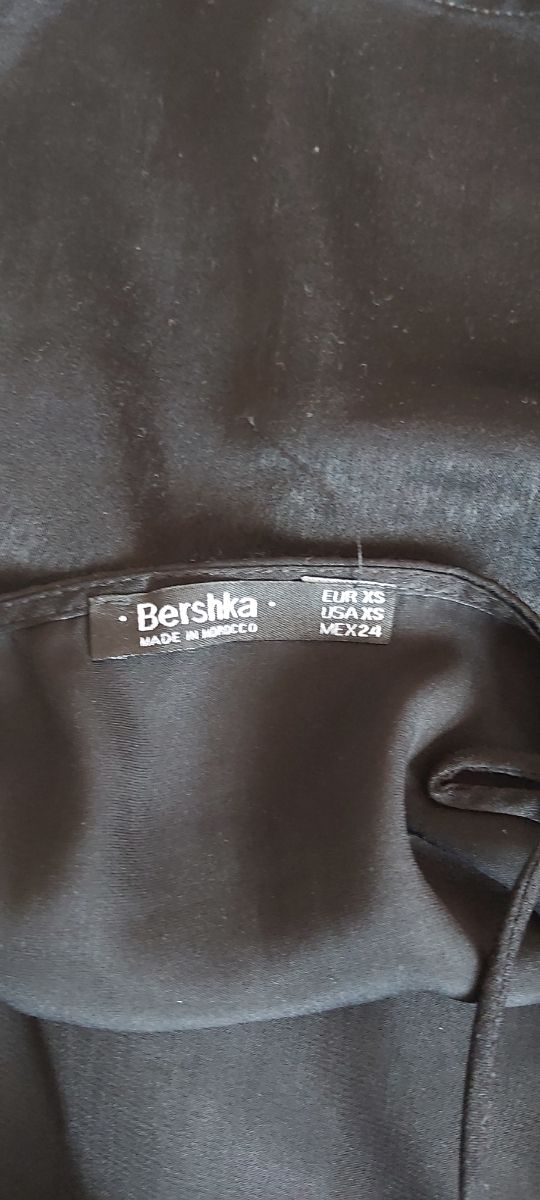 · Bershka ·
MADE IN MOROCCO
EUR XS
USA XS
MEX 24